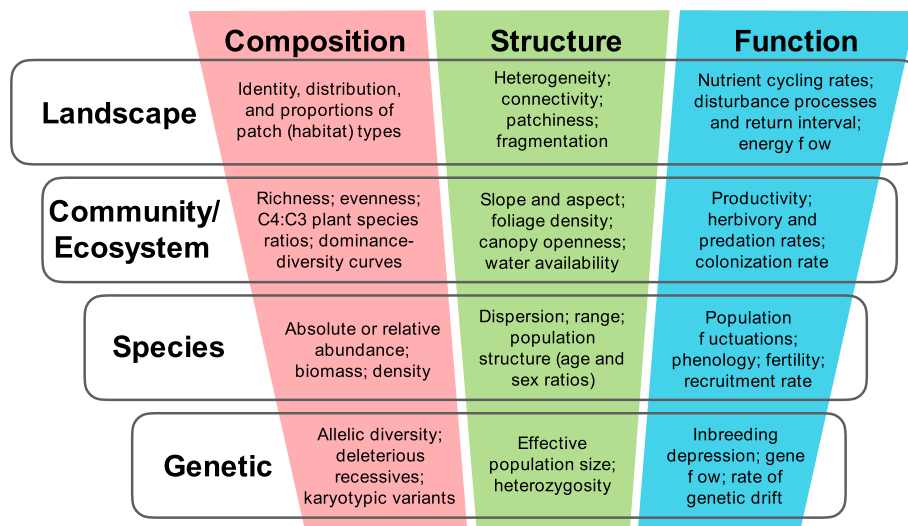 Composition
Structure
Function
Landscape
Identity, distribution,
and proportions of
patch (habitat) types
Heterogeneity;
connectivity;
patchiness;
fragmentation
Nutrient cycling rates;
disturbance processes
and return interval;
energy f ow
Community/
Ecosystem
Richness; evenness;
C4:C3 plant species
ratios; dominance-
diversity curves
Slope and aspect;
foliage density;
canopy openness;
water availability
Productivity;
herbivory and
predation rates;
colonization rate
Species
Absolute or relative
abundance;
biomass; density
Dispersion; range;
population
structure (age and
sex ratios)
Population
f uctuations;
phenology; fertility;
recruitment rate
Genetic
Allelic diversity;
deleterious
recessives;
karyotypic variants
Effective
population size;
heterozygosity
Inbreeding
depression; gene
f ow; rate of
genetic drift